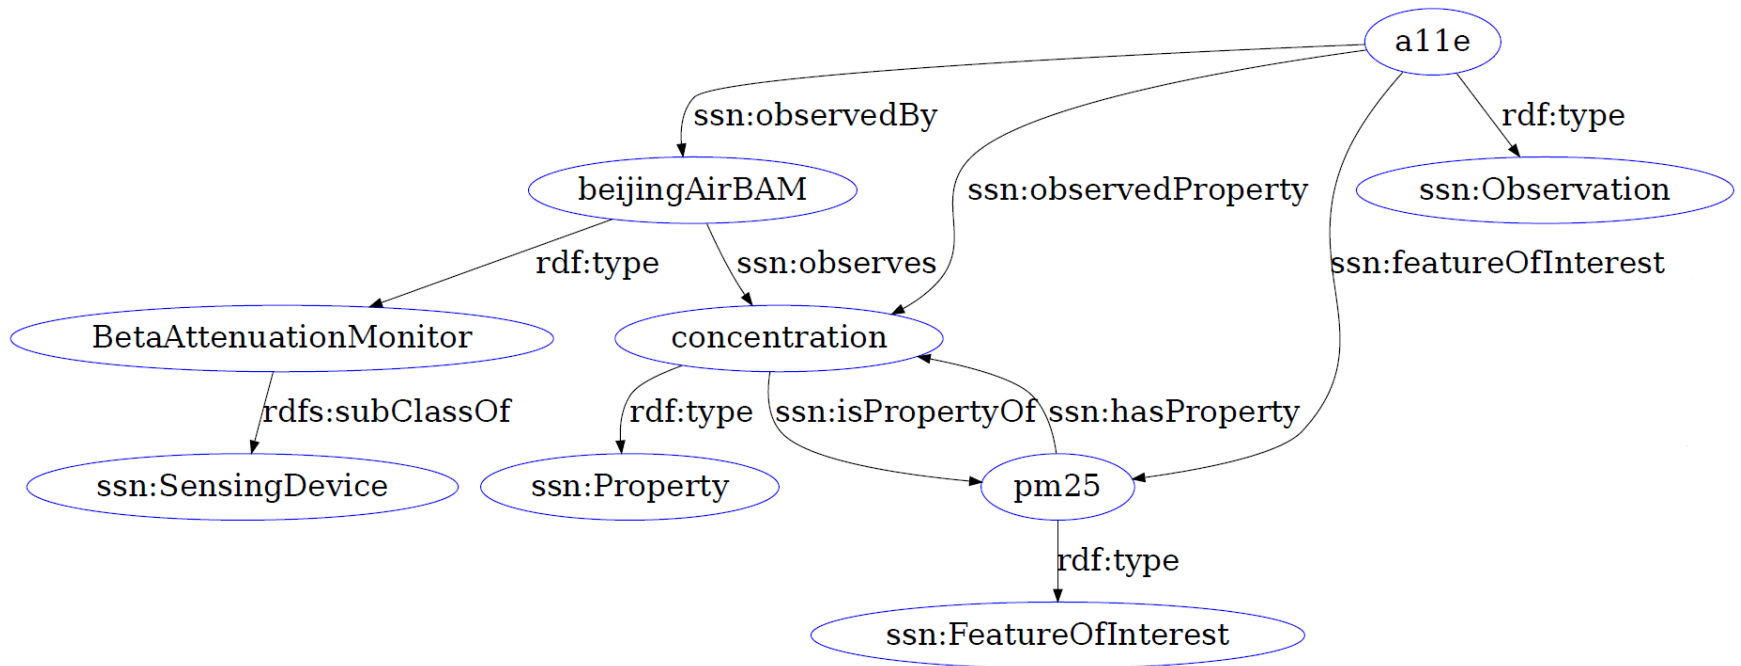 a11e
ssn:observedBy
rdf:type
beijingAirBAM
ssn:observedProperty
ssn:Observation
rdf:type
ssn:observes
ssn:featureOfInterest
BetaAttenuationMonitor
concentration
rdfs:subClassOf
rdf:type
ssn:isPropertyOf
ssn:hasProperty
ssn:SensingDevice
ssn:Property
pm25
rdf:type
ssn:FeatureOfInterest